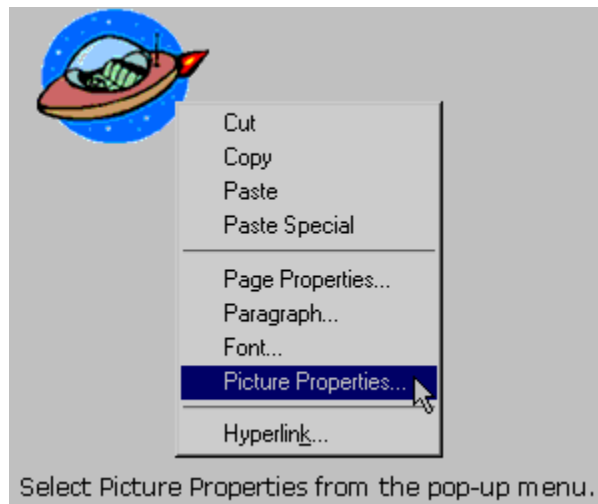 Cut
Copy
Paste
Paste Special
Page Properties...
Paragraph...
Font...
Picture Properties...
Hyperlink...
Select Picture Properties from the pop-up menu.